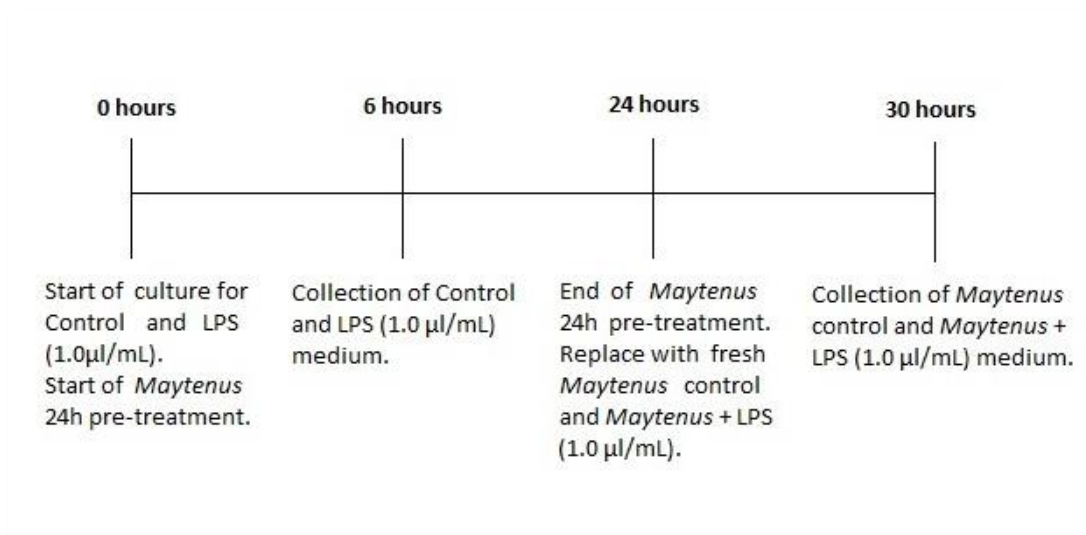 0 hours
6 hours
24 hours
30 hours
Start of culture for
Control and LPS
(1.0µl/mL).
Start of Maytenus
24h pre-treatment.
Collection of Control
and LPS (1.0 µl/mL)
medium.
End of Maytenus
24h pre-treatment.
Replace with fresh
Maytenus control
and Maytenus + LPS
(1.0 µl/mL).
Collection of Maytenus
control and Maytenus +
LPS (1.0 µl/mL) medium.